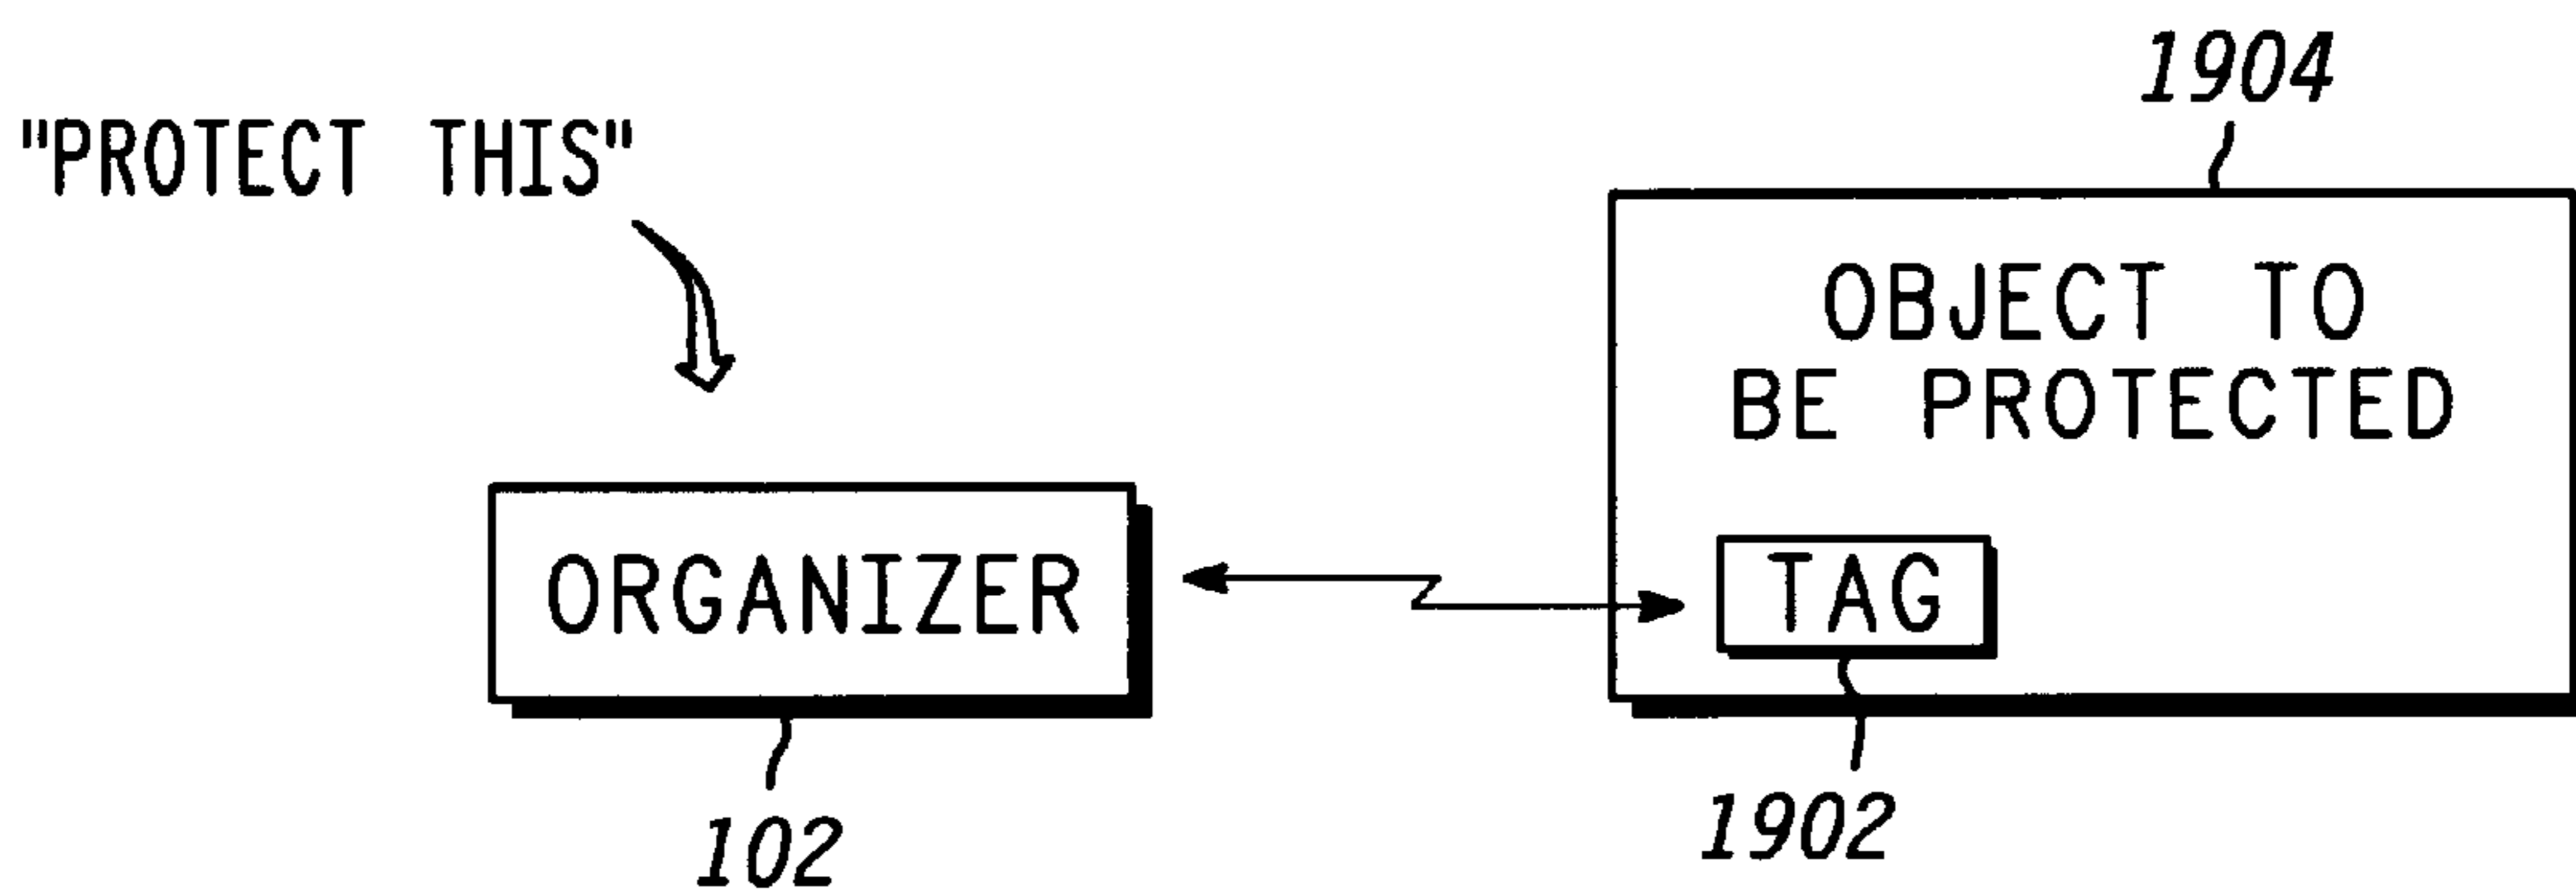 1904
"PROTECT THIS"
OBJECT TO
BE PROTECTED
ORGANIZER
TAG
102
1902